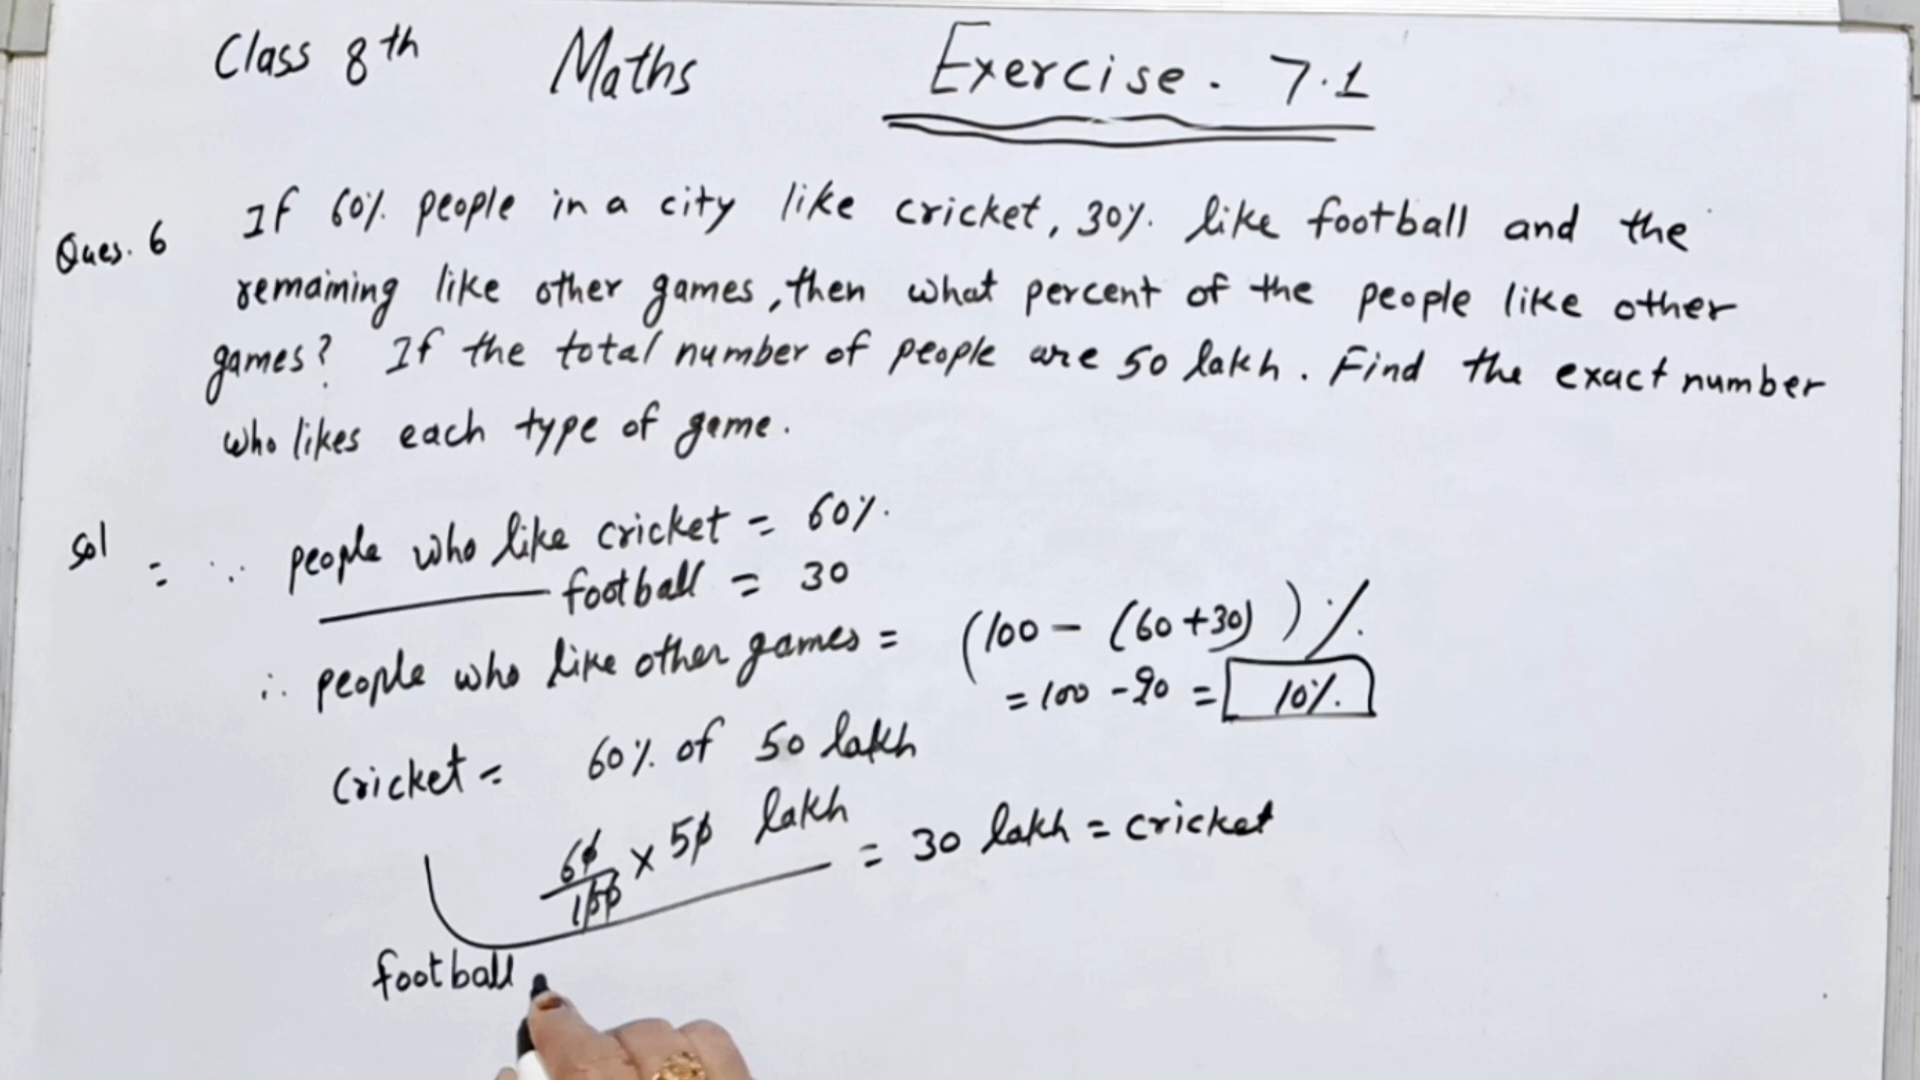 Class 8th Maths Exercise. 7.1
Ques. 6 If 60% people in a city like cricket, 30% like football and the
remaining like other games, then what percent of the people like other
games? If the total number of people are 50 lakh. Find the exact number
who likes each type of game.
Sol = ∵ people who like cricket = 60%
football = 30
∴ people who like other games = (100 - (60+30))%
= 100 - 90 = 10%
Cricket = 60% of 50 lakh
60/100 × 50 lakh = 30 lakh = cricket
football